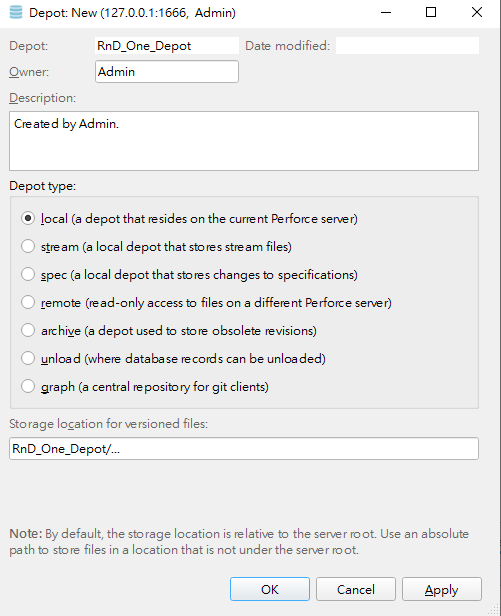 Depot: New (127.0.0.1:1666,  Admin)
Depot: RnD_One_Depot Date modified:
Owner: Admin
Description:
Created by Admin.
Depot type:
local (a depot that resides on the current Perforce server)
stream (a local depot that stores stream files)
spec (a local depot that stores changes to specifications)
remote (read-only access to files on a different Perforce server)
archive (a depot used to store obsolete revisions)
unload (where database records can be unloaded)
graph (a central repository for git clients)
Storage location for versioned files:
RnD_One_Depot/...
Note: By default, the storage location is relative to the server root. Use an absolute
path to store files in a location that is not under the server root.
OK Cancel Apply